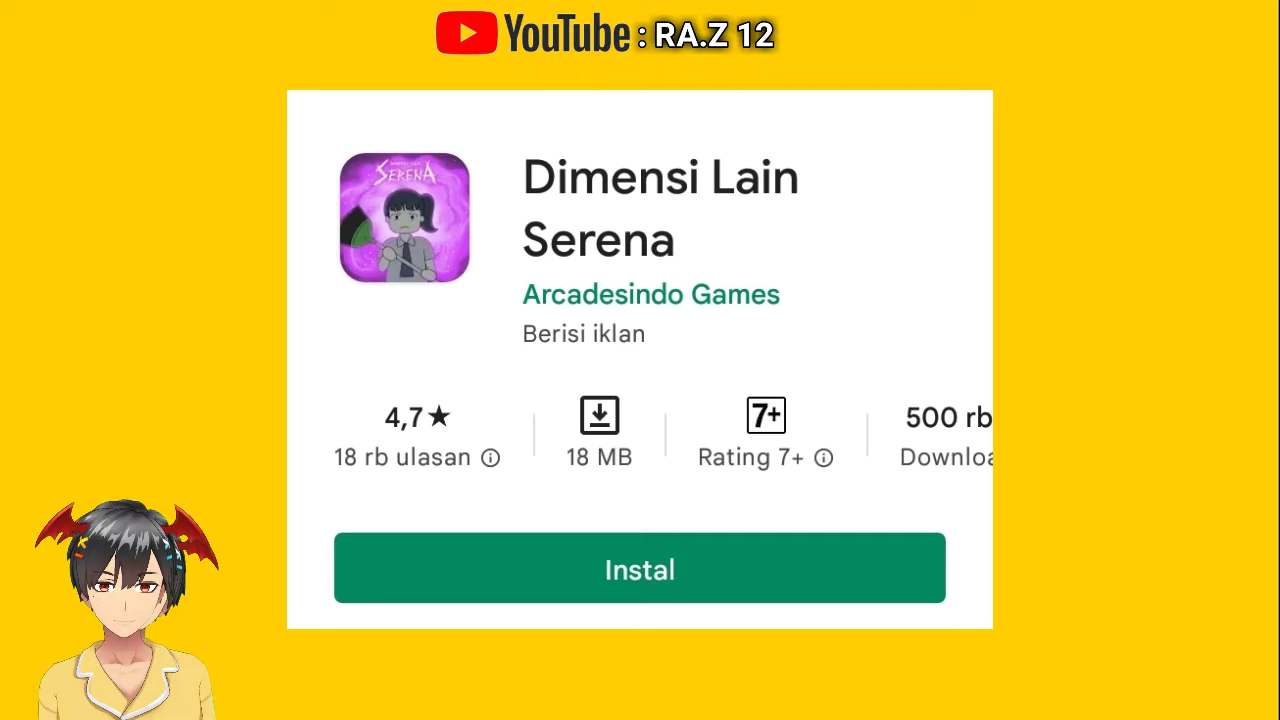 YouTube : RA.Z 12
SERENA
Dimensi Lain
Serena
Arcadesindo Games
Berisi iklan
4,7★ 7+ 500 rb
18 rb ulasan 18 MB Rating 7+ Downloa
Instal